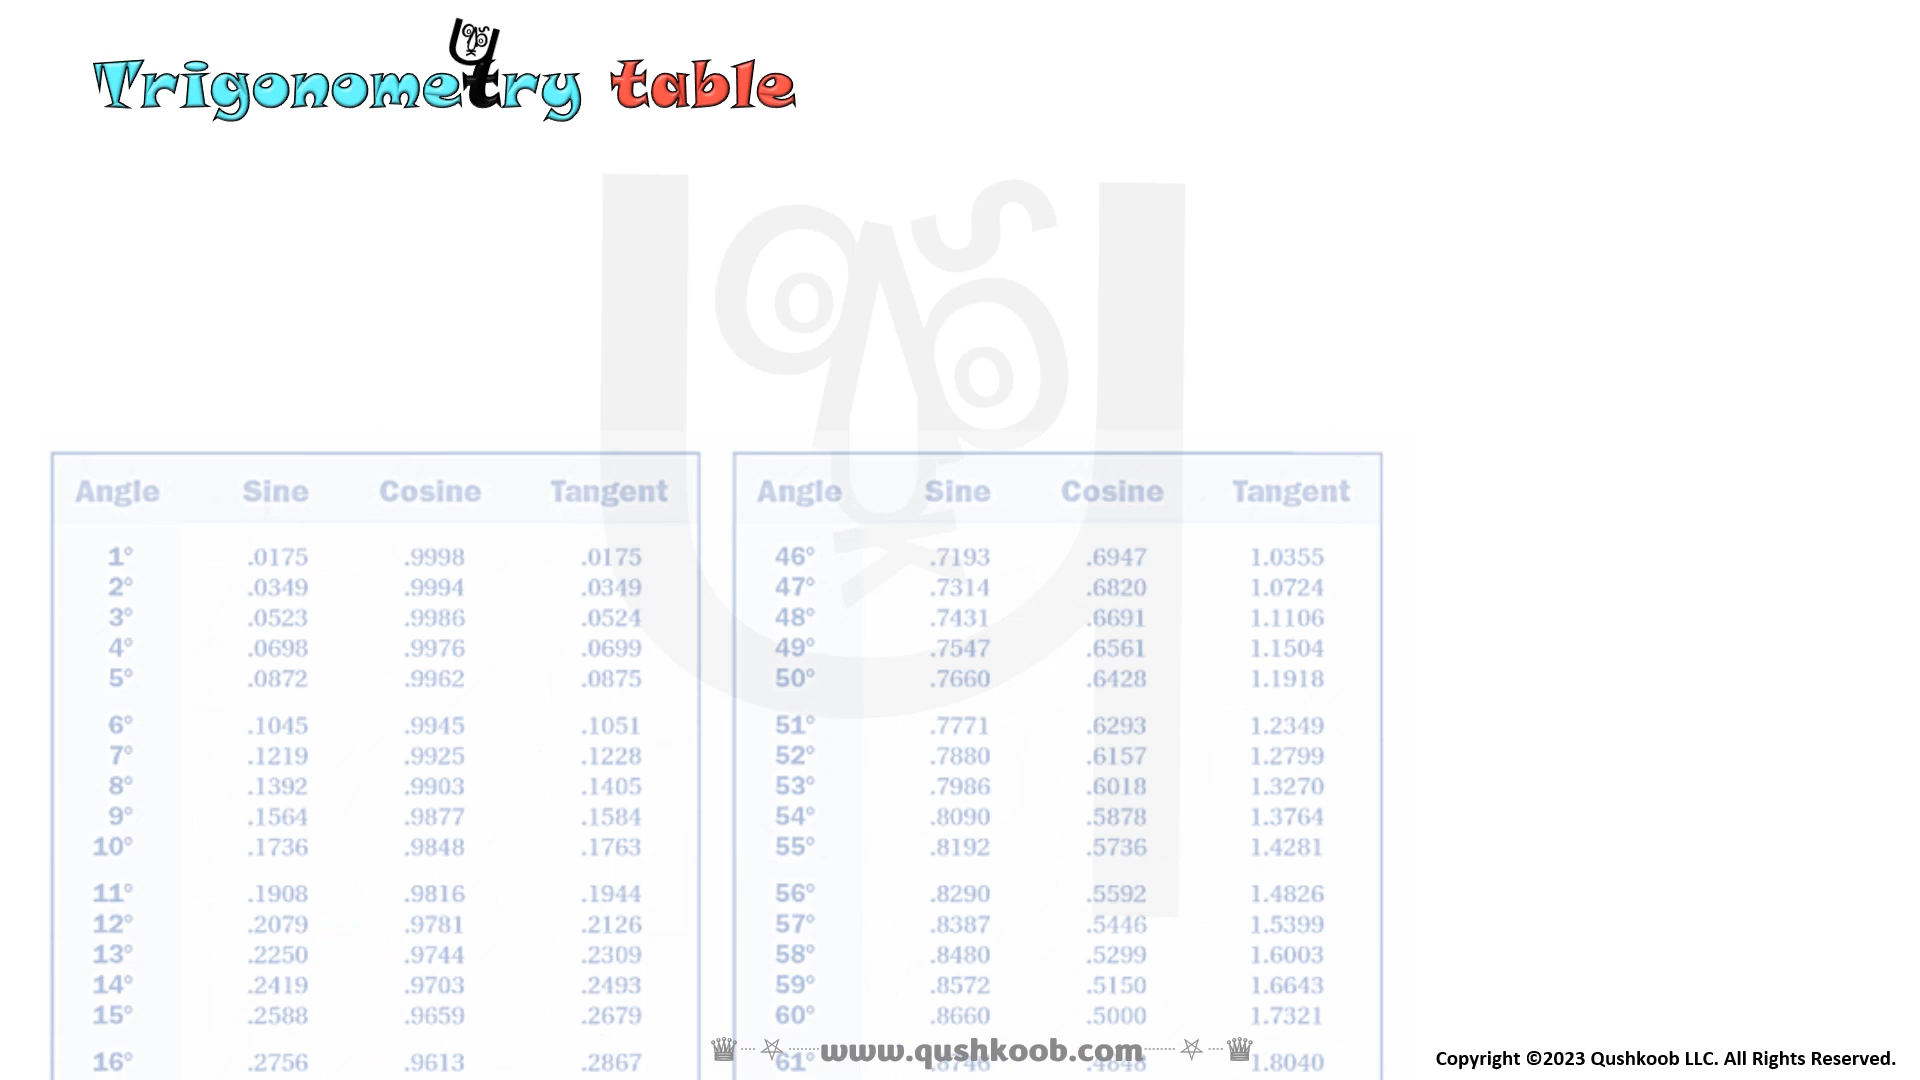 Trigonometry table
Angle Sine Cosine Tangent
1° .0175 .9998 .0175
2° .0349 .9994 .0349
3° .0523 .9986 .0524
4° .0698 .9976 .0699
5° .0872 .9962 .0875
6° .1045 .9945 .1051
7° .1219 .9925 .1228
8° .1392 .9903 .1405
9° .1564 .9877 .1584
10° .1736 .9848 .1763
11° .1908 .9816 .1944
12° .2079 .9781 .2126
13° .2250 .9744 .2309
14° .2419 .9703 .2493
15° .2588 .9659 .2679
16° .2756 .9613 .2867
Angle Sine Cosine Tangent
46° .7193 .6947 1.0355
47° .7314 .6820 1.0724
48° .7431 .6691 1.1106
49° .7547 .6561 1.1504
50° .7660 .6428 1.1918
51° .7771 .6293 1.2349
52° .7880 .6157 1.2799
53° .7986 .6018 1.3270
54° .8090 .5878 1.3764
55° .8192 .5736 1.4281
56° .8290 .5592 1.4826
57° .8387 .5446 1.5399
58° .8480 .5299 1.6003
59° .8572 .5150 1.6643
60° .8660 .5000 1.7321
61° .8746 .4848 1.8040
www.qushkoob.com
Copyright ©2023 Qushkoob LLC. All Rights Reserved.